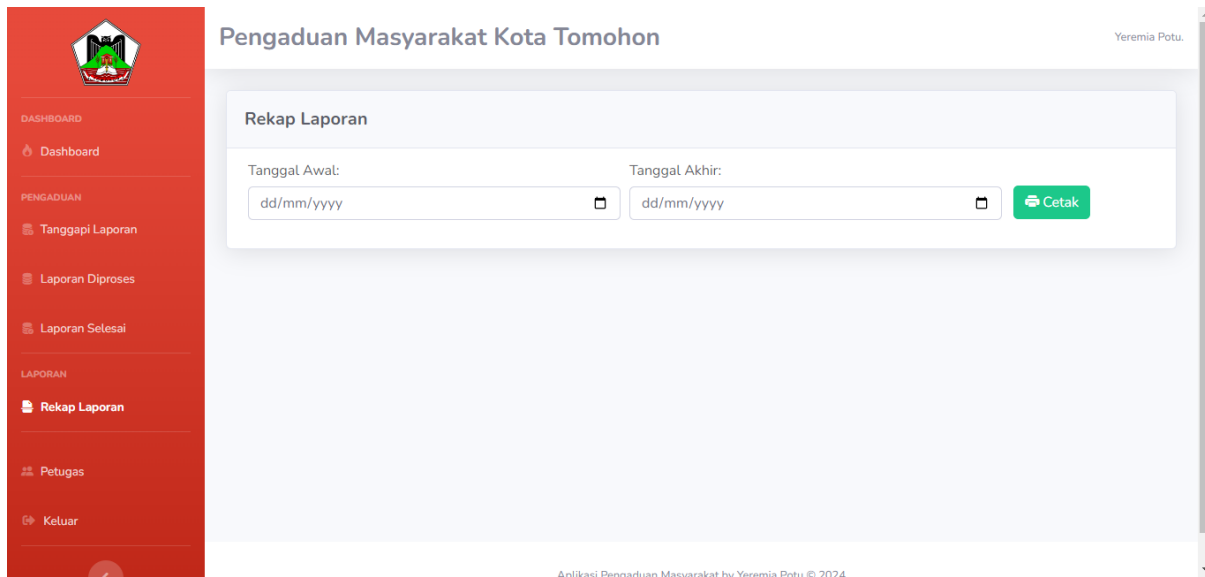 Pengaduan Masyarakat Kota Tomohon
Yeremia Potu.
DASHBOARD
Dashboard
PENGADUAN
Tanggapi Laporan
Laporan Diproses
Laporan Selesai
LAPORAN
Rekap Laporan
Petugas
Keluar
Rekap Laporan
Tanggal Awal:
Tanggal Akhir:
dd/mm/yyyy
dd/mm/yyyy
Cetak
Aplikasi Pengaduan Masyarakat by Yeremia Potu © 2024